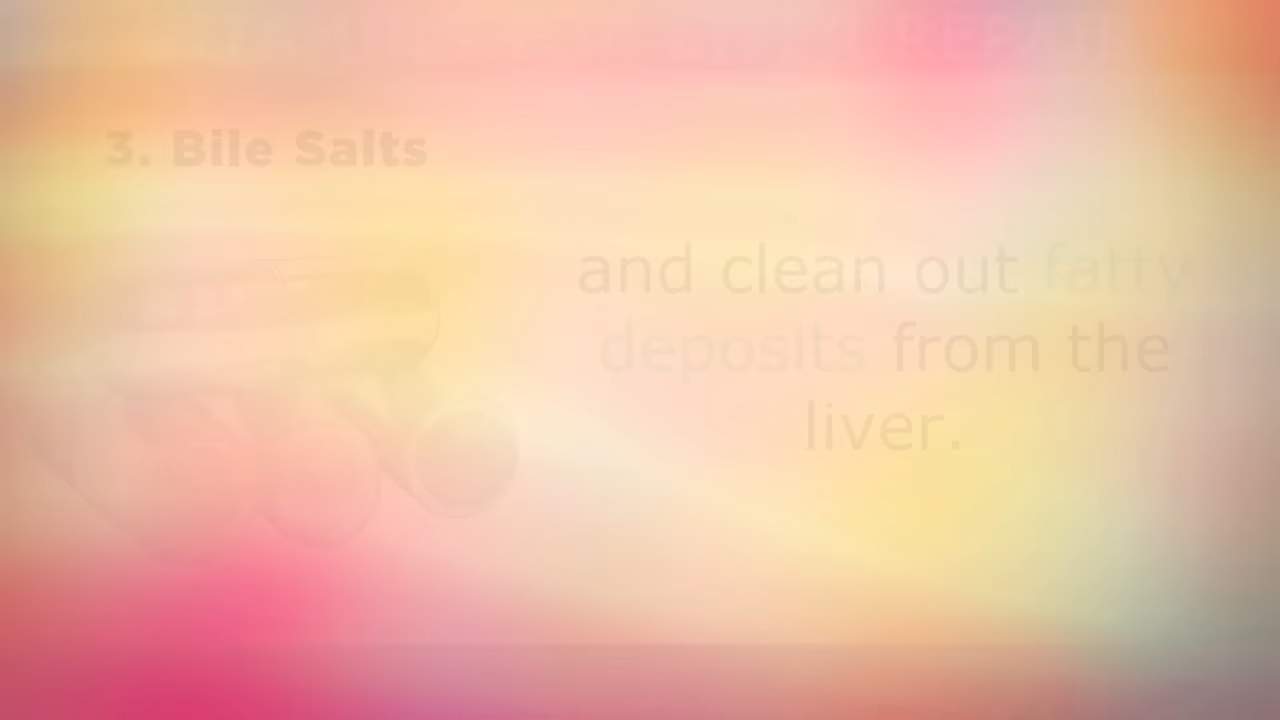 3. Bile Salts
and clean out fatty
deposits from the
liver.